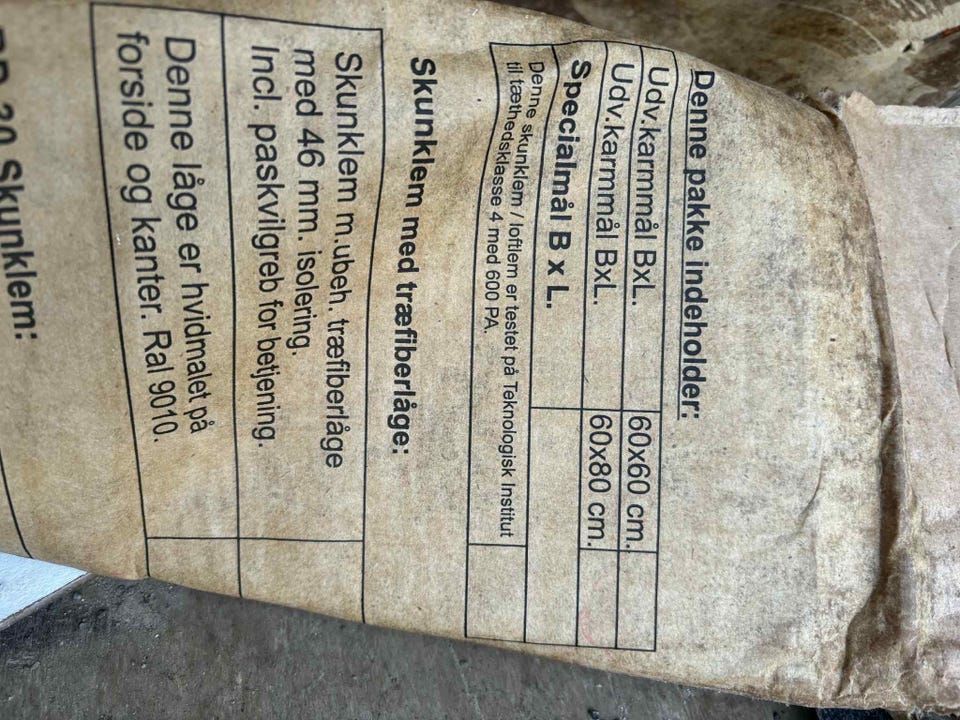 Denne pakke indeholder:
Udv.karmmål BxL. 60x60 cm.
Udv.karmmål BxL. 60x80 cm.
Specialmål B x L.
Denne skunklem / loftlem er testet på Teknologisk Institut
til tæthedsklasse 4 med 600 PA.
Skunklem med træfiberlåge:
Skunklem m.ubeh. træfiberlåge
med 46 mm. isolering.
Incl. paskvilgreb for betjening.
Denne låge er hvidmalet på
forside og kanter. Ral 9010.
30 Skunklem: